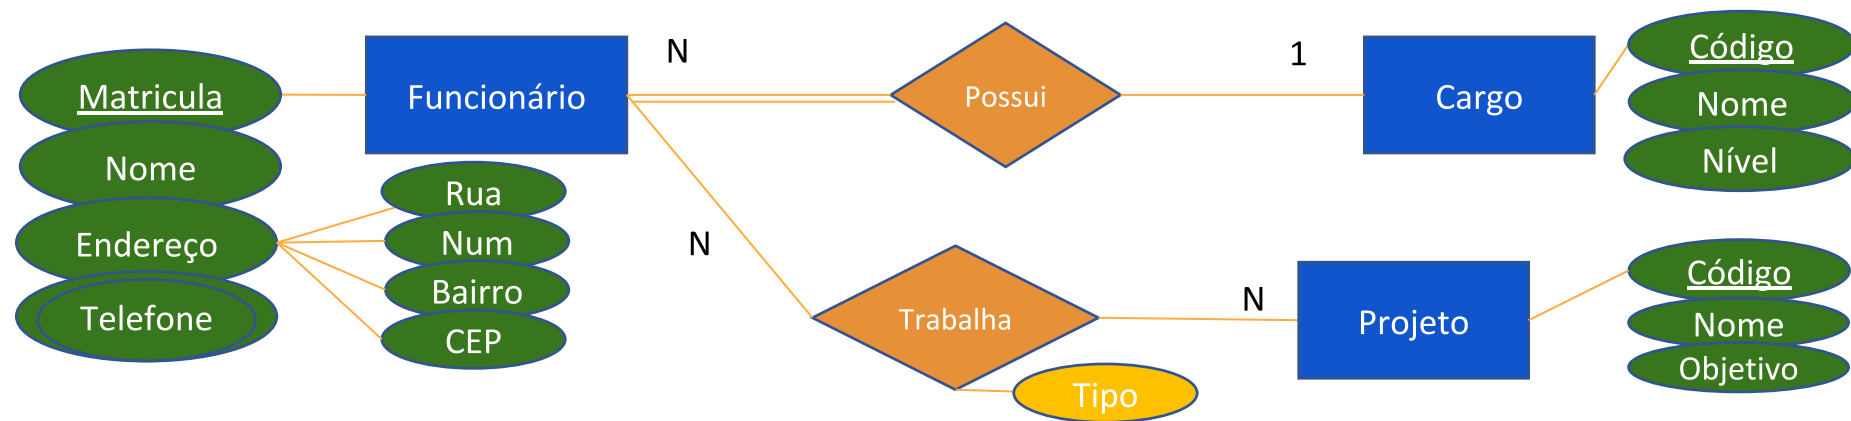 Matricula
Nome
Endereço
Telefone
Funcionário
Rua
Num
Bairro
CEP
N
Possui
1
Cargo
Código
Nome
Nível
N
Trabalha
Tipo
N
Projeto
Código
Nome
Objetivo